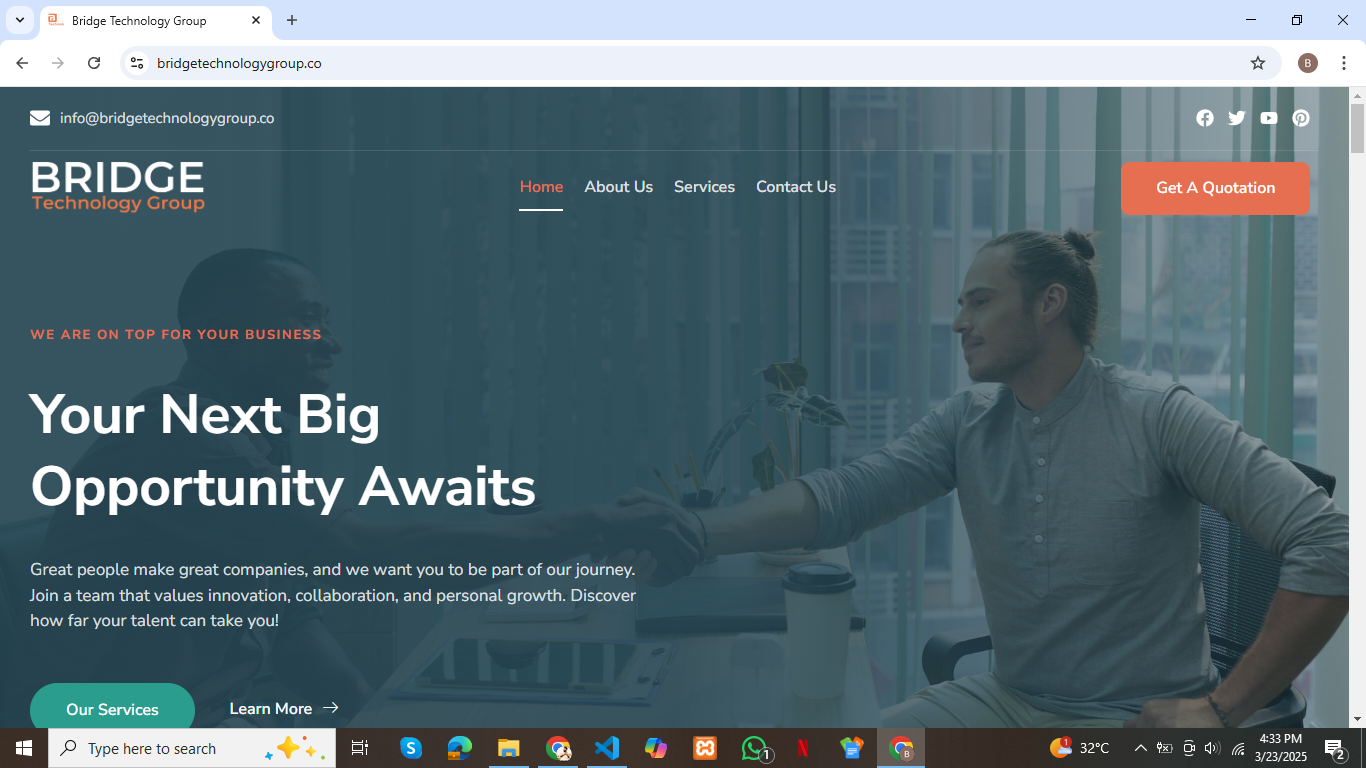 Bridge Technology Group
bridgetechnologygroup.co
B
info@bridgetechnologygroup.co
BRIDGE
Technology Group
Home
About Us
Services
Contact Us
Get A Quotation
WE ARE ON TOP FOR YOUR BUSINESS
Your Next Big
Opportunity Awaits
Great people make great companies, and we want you to be part of our journey.
Join a team that values innovation, collaboration, and personal growth. Discover
how far your talent can take you!
Our Services
Learn More
Type here to search
1
B
1
32°C
4:33 PM
3/23/2025
2